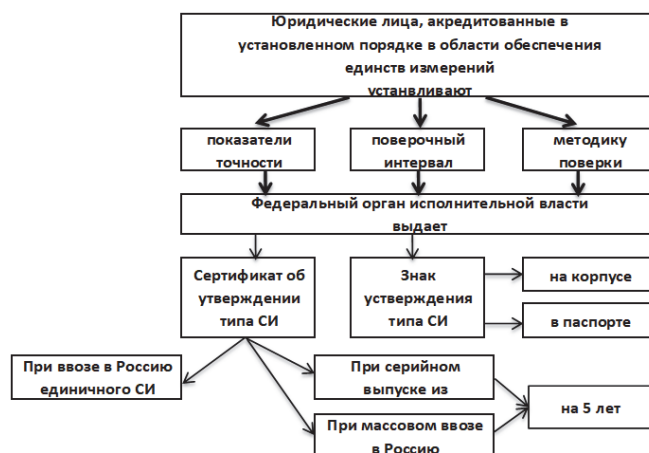 Юридические лица, акредитованные в
установленном порядке в области обеспечения
единств измерений
устанвливают
показатели
точности
поверочный
интервал
методику
поверки
Федеральный орган исполнительной власти
выдает
Сертификат об
утверждении
типа СИ
Знак
устверждения
типа СИ
на корпусе
в паспорте
При ввозе в Россию
единичного СИ
При серийном
выпуске из
При массовом ввозе
в Россию
на 5 лет